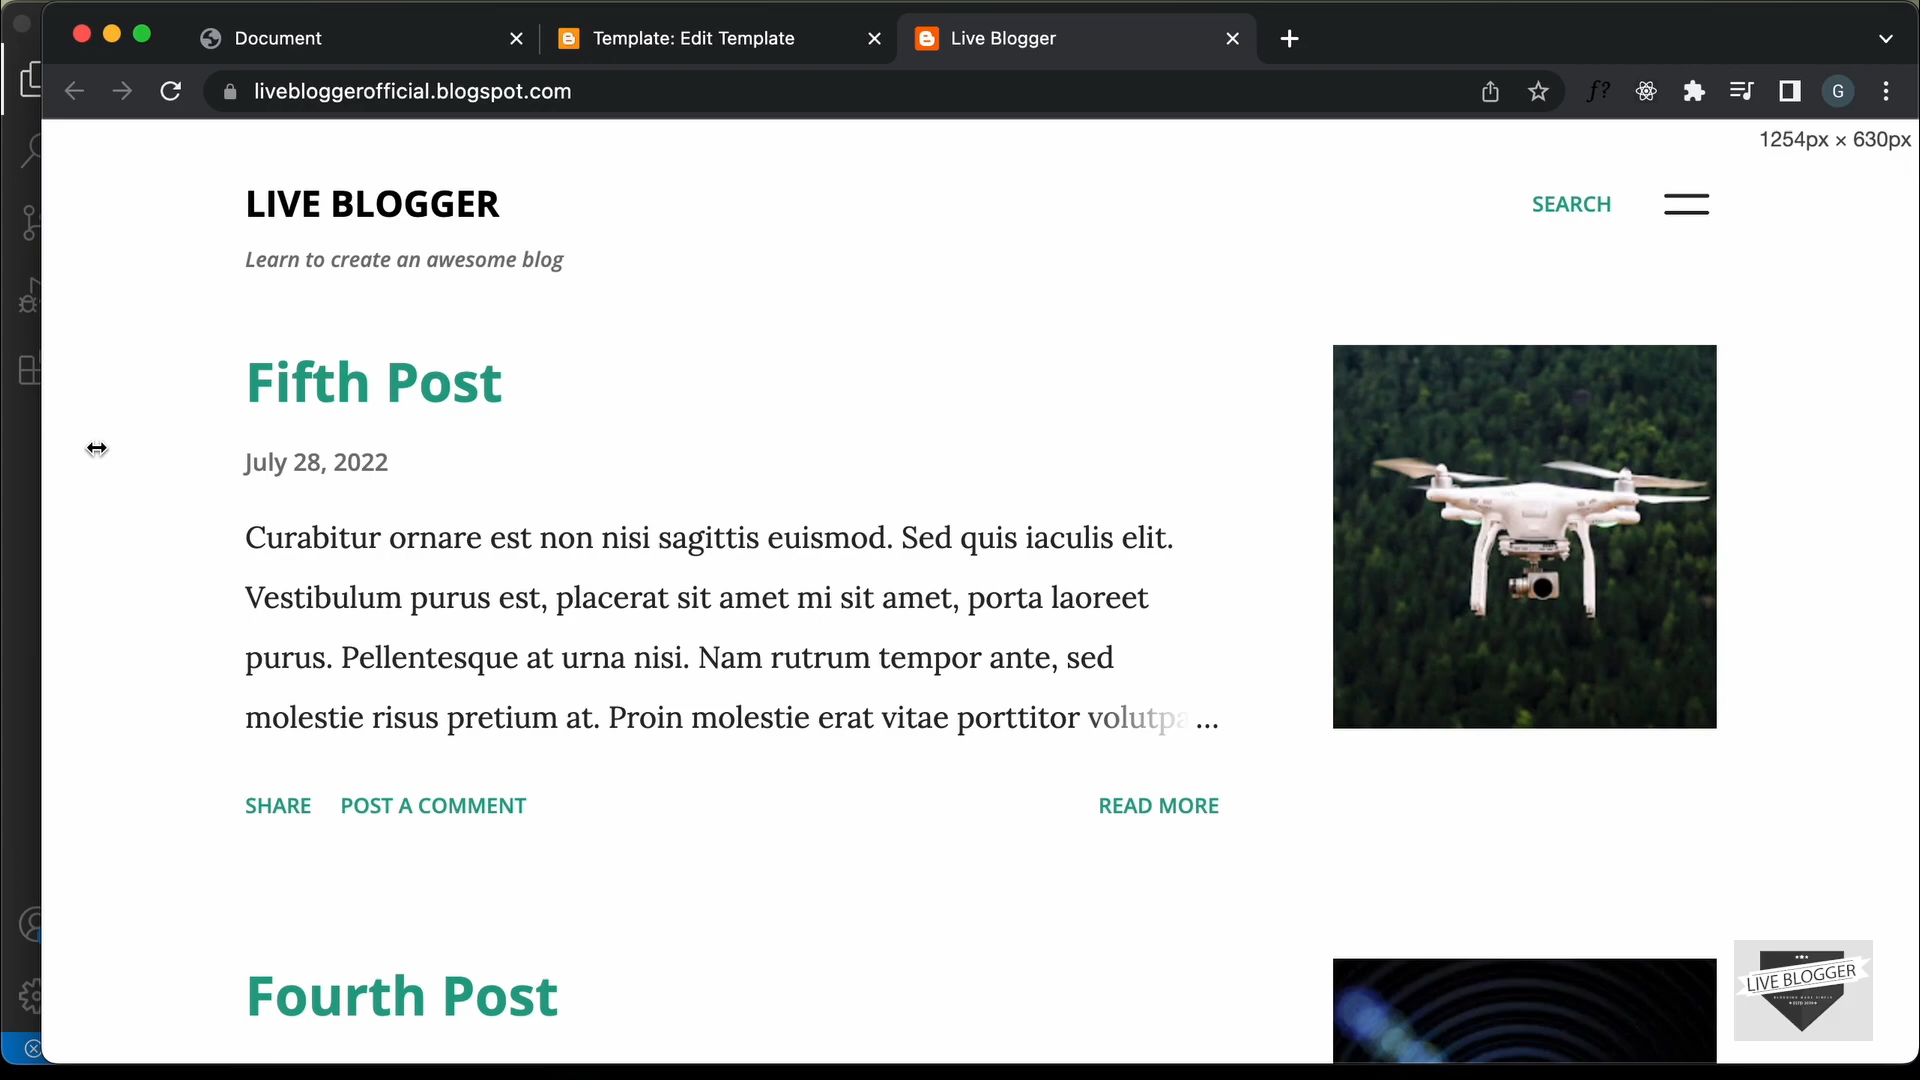 Document
Template: Edit Template
Live Blogger
livebloggerofficial.blogspot.com
f?
G
1254px × 630px
LIVE BLOGGER
SEARCH
Learn to create an awesome blog
Fifth Post
July 28, 2022
Curabitur ornare est non nisi sagittis euismod. Sed quis iaculis elit.
Vestibulum purus est, placerat sit amet mi sit amet, porta laoreet
purus. Pellentesque at urna nisi. Nam rutrum tempor ante, sed
molestie risus pretium at. Proin molestie erat vitae porttitor volutpa...
SHARE POST A COMMENT READ MORE
Fourth Post
LIVE BLOGGER